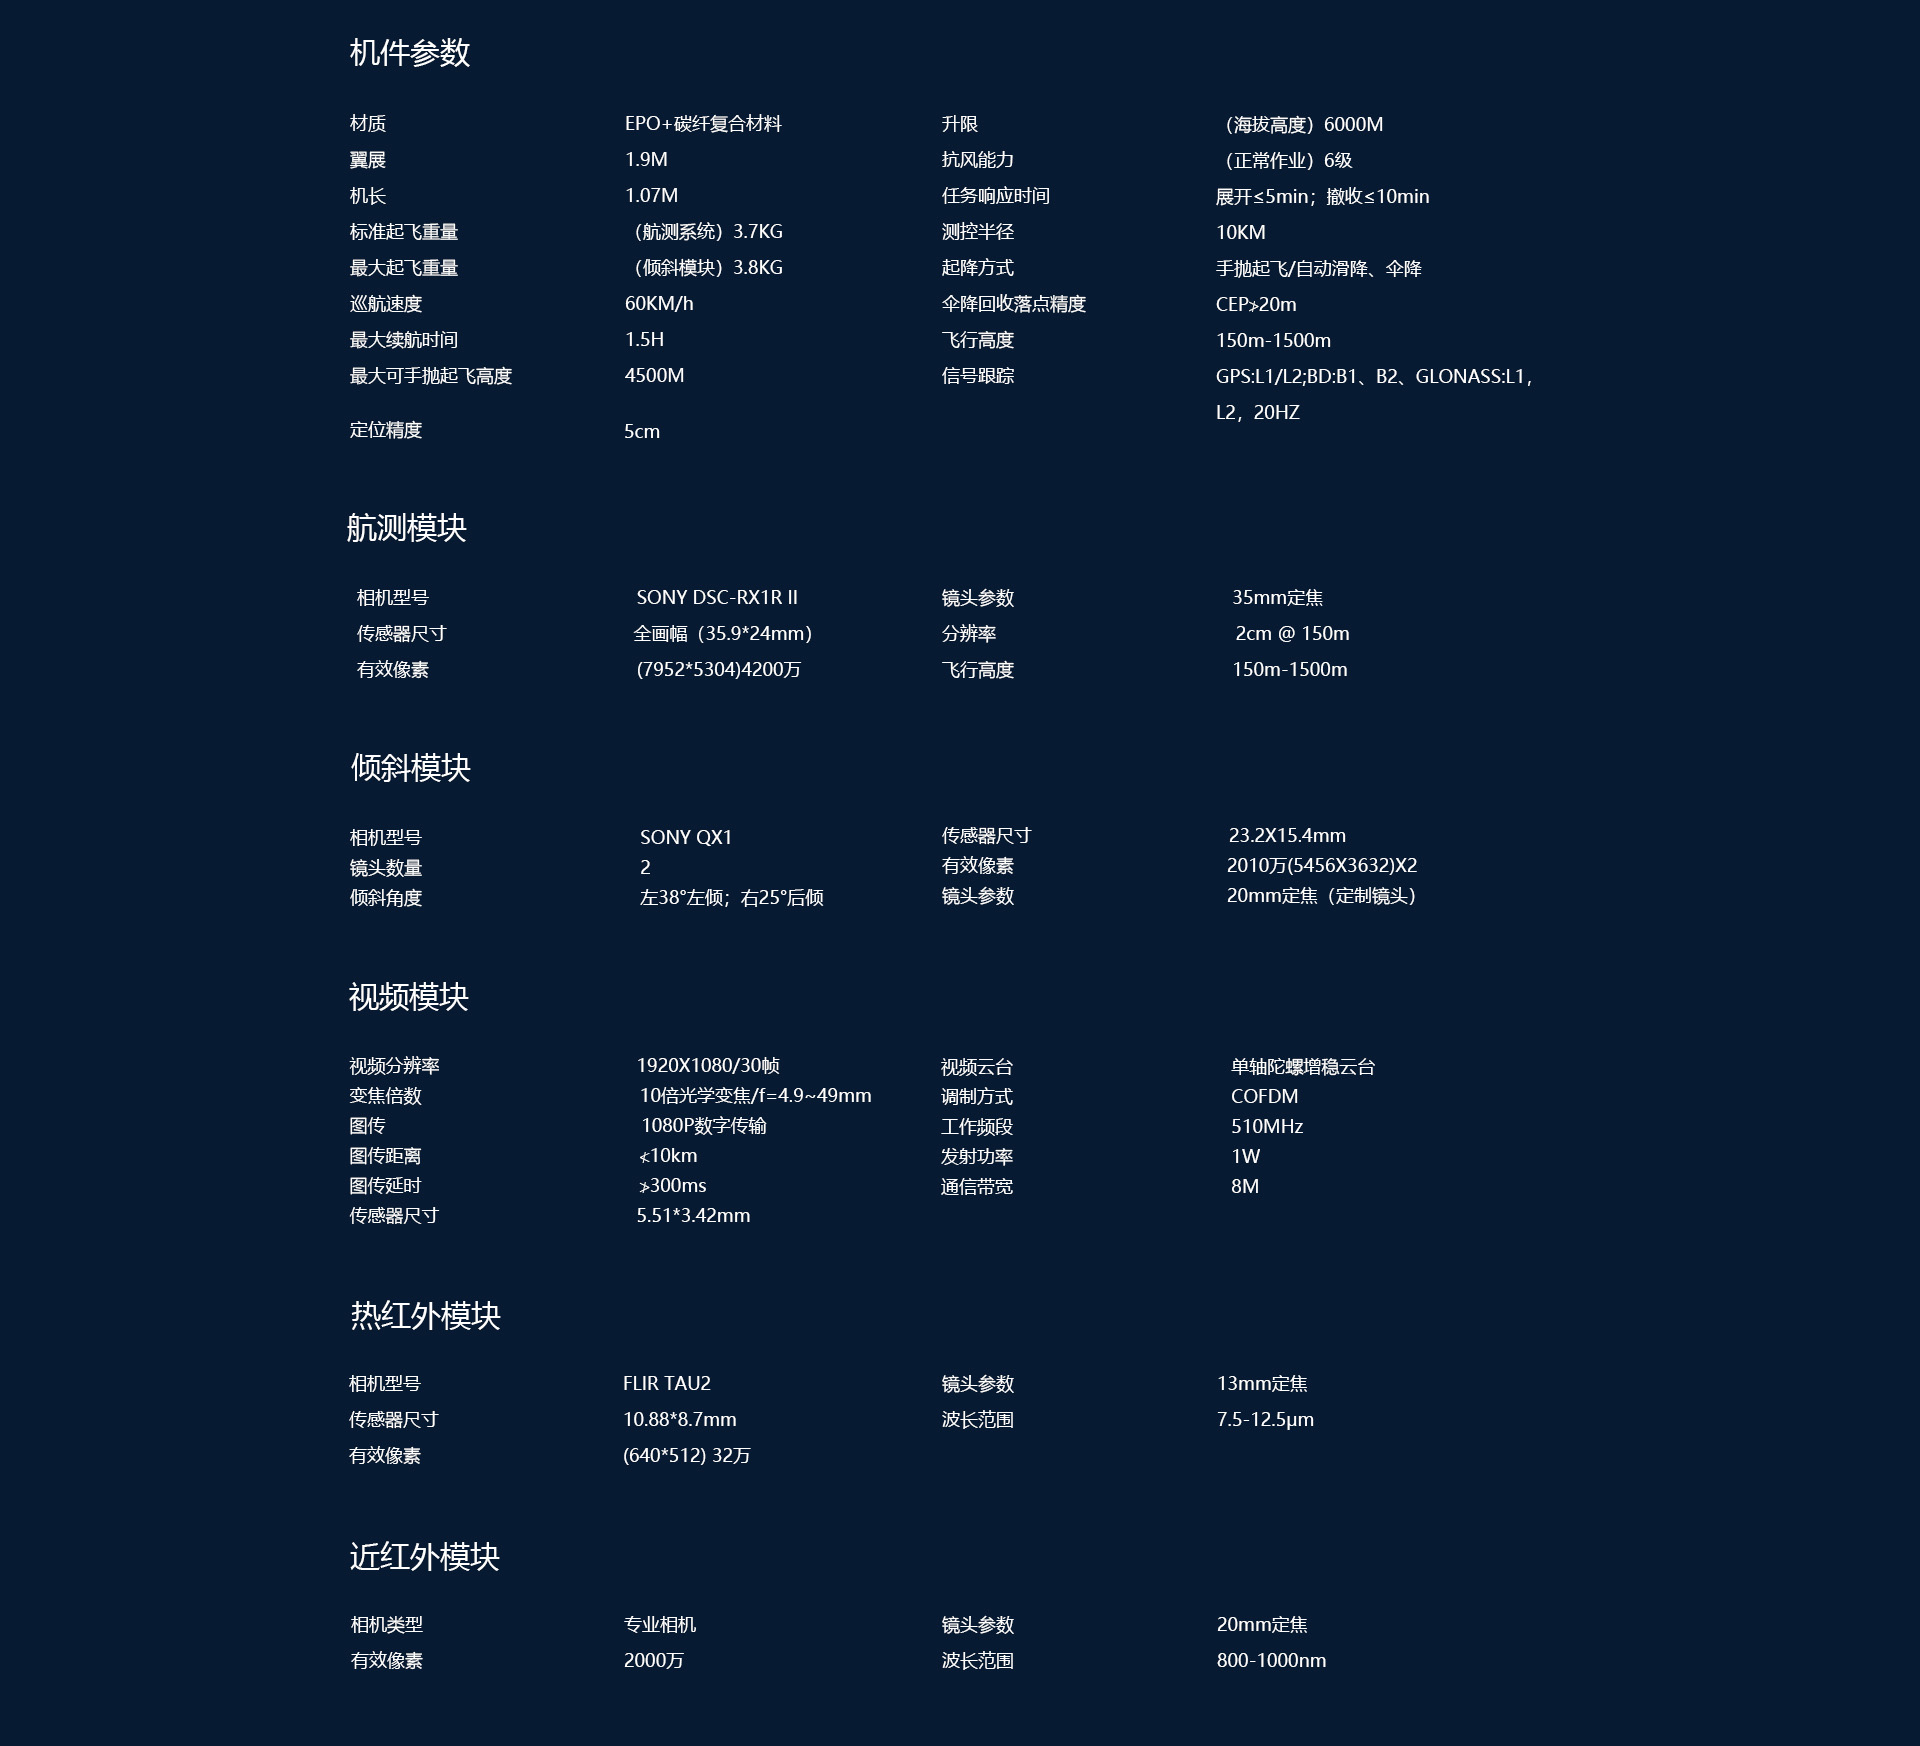 机件参数
材质 EPO+碳纤复合材料 升限 （海拔高度）6000M
翼展 1.9M 抗风能力 （正常作业）6级
机长 1.07M 任务响应时间 展开≤5min；撤收≤10min
标准起飞重量 （航测系统）3.7KG 测控半径 10KM
最大起飞重量 （倾斜模块）3.8KG 起降方式 手抛起飞/自动滑降、伞降
巡航速度 60KM/h 伞降回收落点精度 CEP≯20m
最大续航时间 1.5H 飞行高度 150m-1500m
最大可手抛起飞高度 4500M 信号跟踪 GPS:L1/L2;BD:B1、B2、GLONASS:L1，
L2，20HZ
定位精度 5cm
航测模块
相机型号 SONY DSC-RX1R II 镜头参数 35mm定焦
传感器尺寸 全画幅（35.9*24mm） 分辨率 2cm @ 150m
有效像素 (7952*5304)4200万 飞行高度 150m-1500m
倾斜模块
相机型号 SONY QX1 传感器尺寸 23.2X15.4mm
镜头数量 2 有效像素 2010万(5456X3632)X2
倾斜角度 左38°左倾；右25°后倾 镜头参数 20mm定焦（定制镜头）
视频模块
视频分辨率 1920X1080/30帧 视频云台 单轴陀螺增稳云台
变焦倍数 10倍光学变焦/f=4.9~49mm 调制方式 COFDM
图传 1080P数字传输 工作频段 510MHz
图传距离 ≮10km 发射功率 1W
图传延时 ≯300ms 通信带宽 8M
传感器尺寸 5.51*3.42mm
热红外模块
相机型号 FLIR TAU2 镜头参数 13mm定焦
传感器尺寸 10.88*8.7mm 波长范围 7.5-12.5μm
有效像素 (640*512) 32万
近红外模块
相机类型 专业相机 镜头参数 20mm定焦
有效像素 2000万 波长范围 800-1000nm